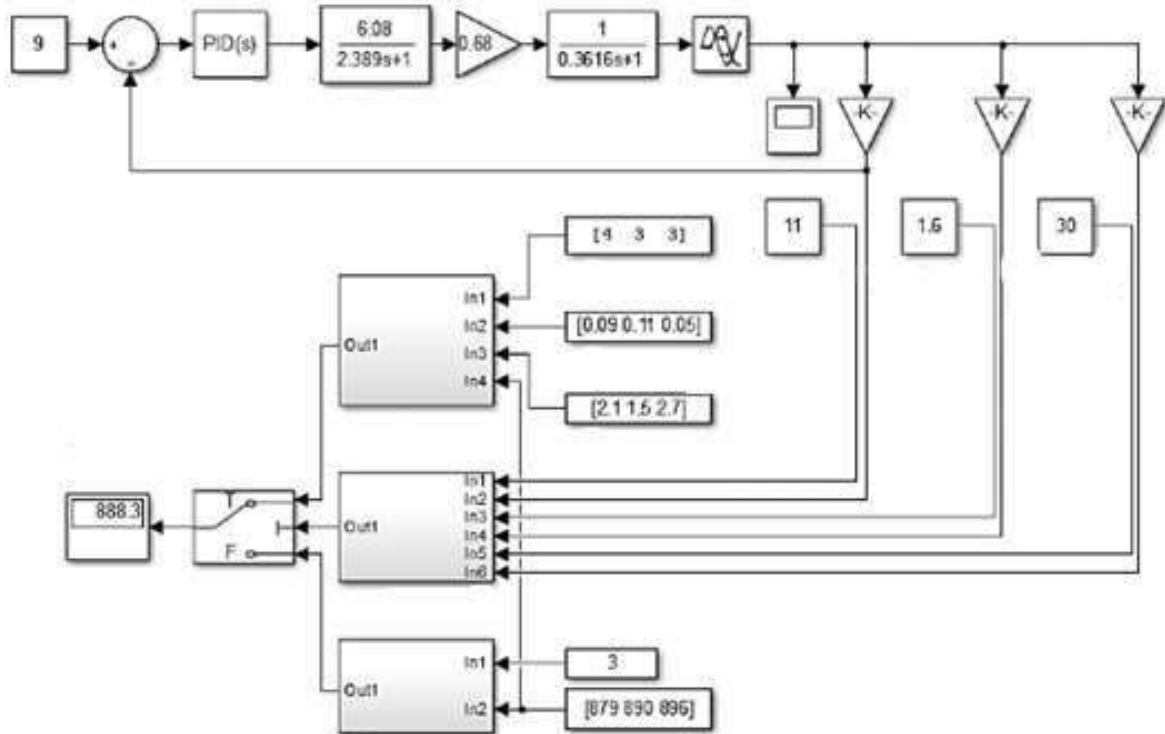 9
+
-
PID(s)
6.08
2.389s+1
0.68
1
0.3616s+1
-K-
-K-
-K-
11
1.6
30
[4 3 3]
[0.09 0.11 0.05]
[2.1 1.5 2.7]
In1
In2
In3
In4
Out1
In1
In2
In3
In4
In5
In6
Out1
888.3
T
F
In1
In2
Out1
3
[879 890 896]